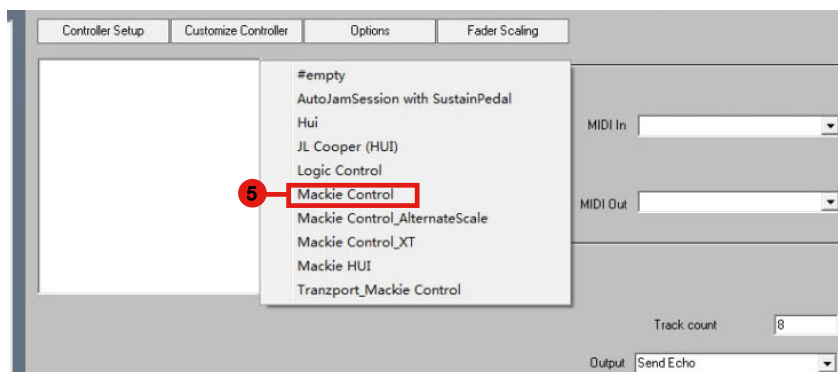 Controller Setup
Customize Controller
Options
Fader Scaling
#empty
AutoJamSession with SustainPedal
Hui
JL Cooper (HUI)
Logic Control
5
Mackie Control
Mackie Control_AlternateScale
Mackie Control_XT
Mackie HUI
Tranzport_Mackie Control
MIDI In
MIDI Out
Track count
8
Output
Send Echo